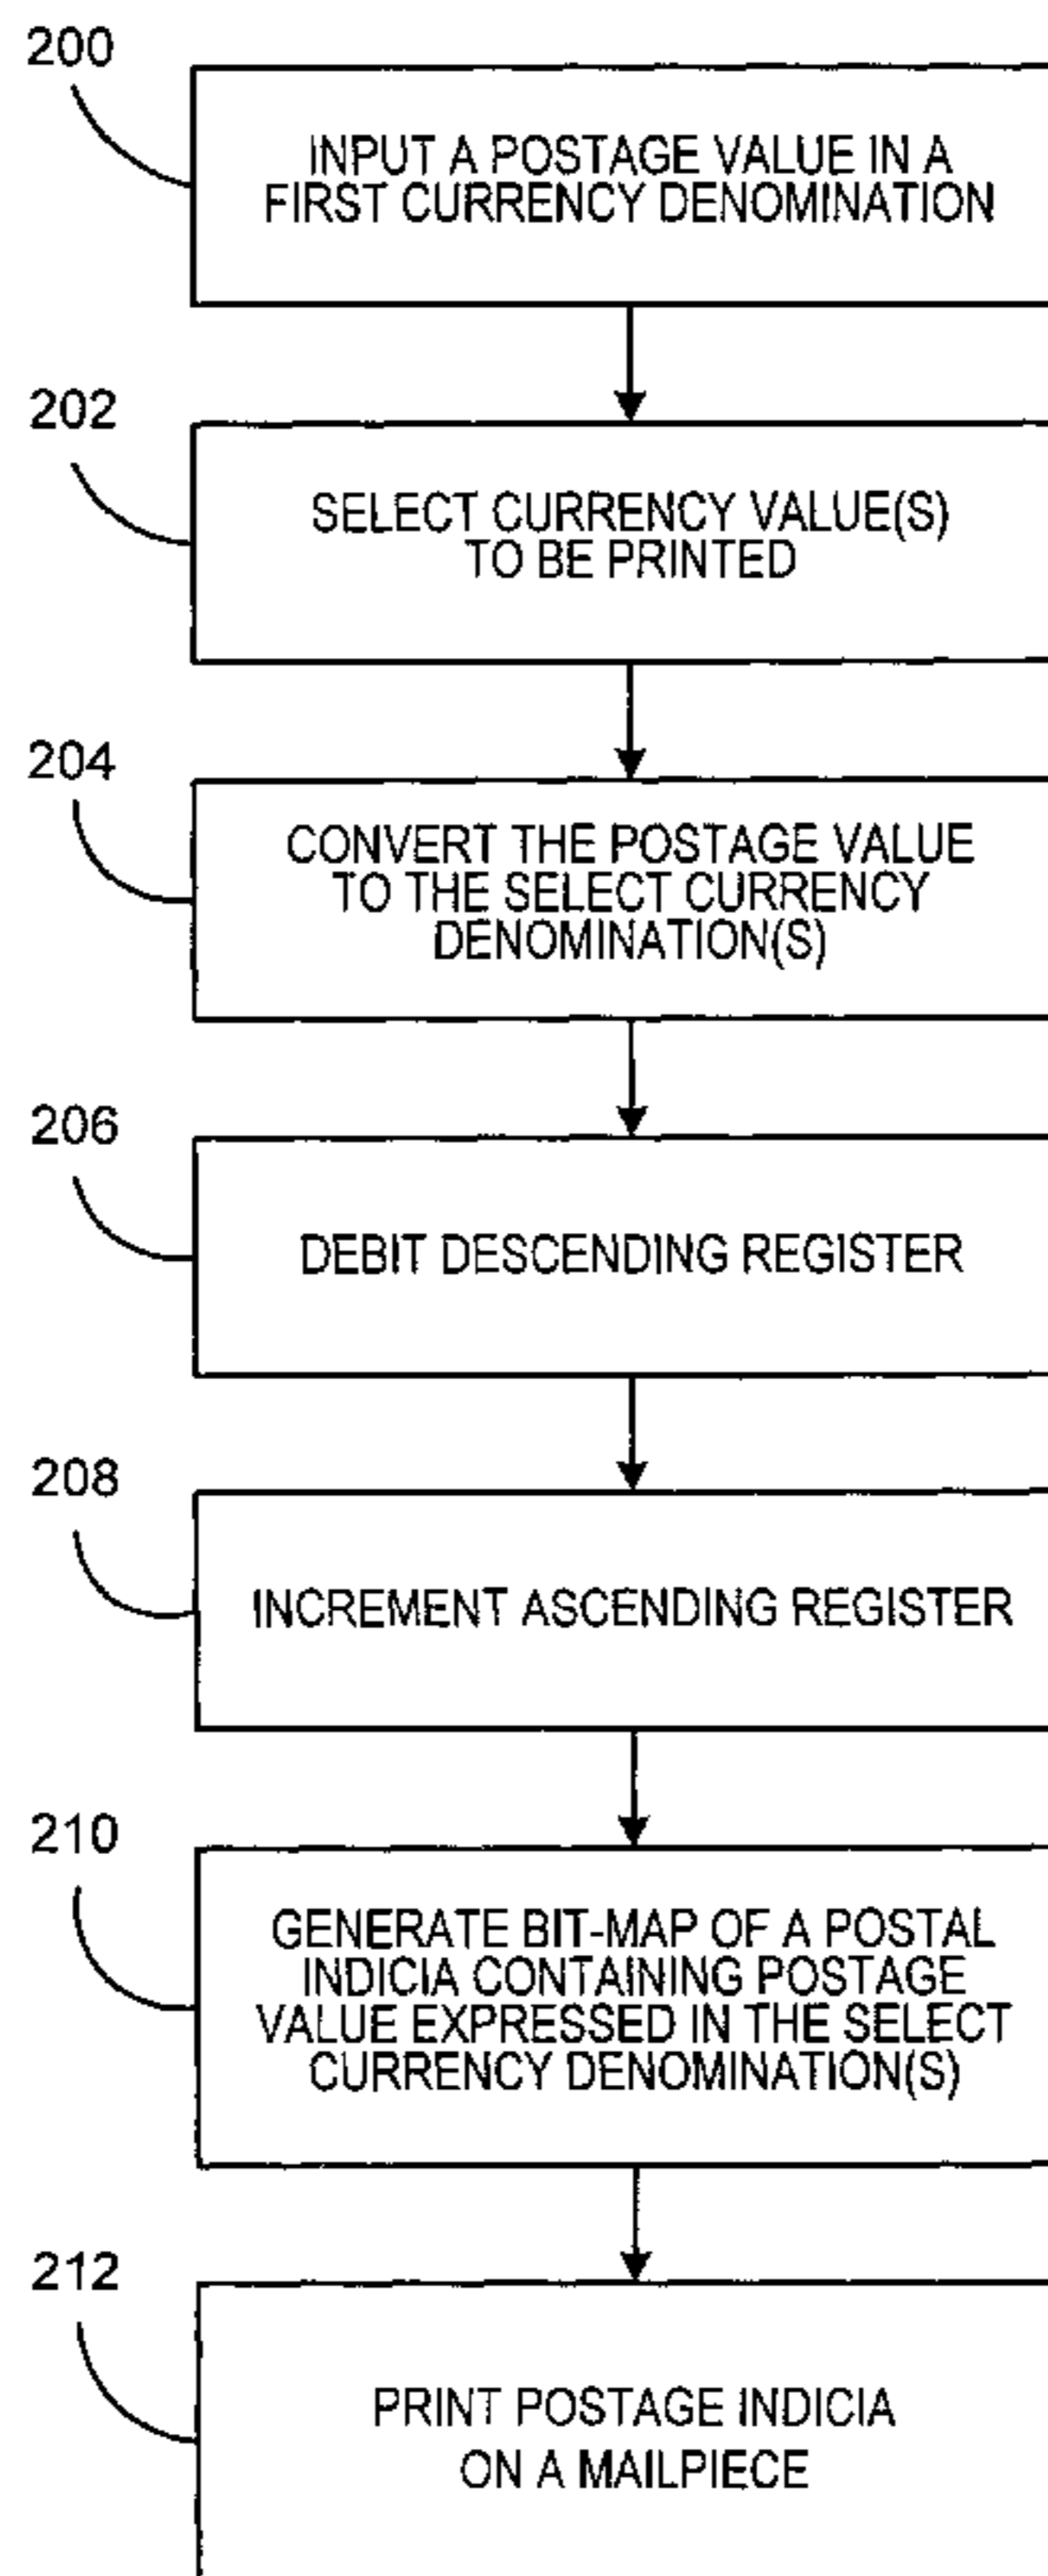 200
INPUT A POSTAGE VALUE IN A
FIRST CURRENCY DENOMINATION
202
SELECT CURRENCY VALUE(S)
TO BE PRINTED
204
CONVERT THE POSTAGE VALUE
TO THE SELECT CURRENCY
DENOMINATION(S)
206
DEBIT DESCENDING REGISTER
208
INCREMENT ASCENDING REGISTER
210
GENERATE BIT-MAP OF A POSTAL
INDICIA CONTAINING POSTAGE
VALUE EXPRESSED IN THE SELECT
CURRENCY DENOMINATION(S)
212
PRINT POSTAGE INDICIA
ON A MAILPIECE